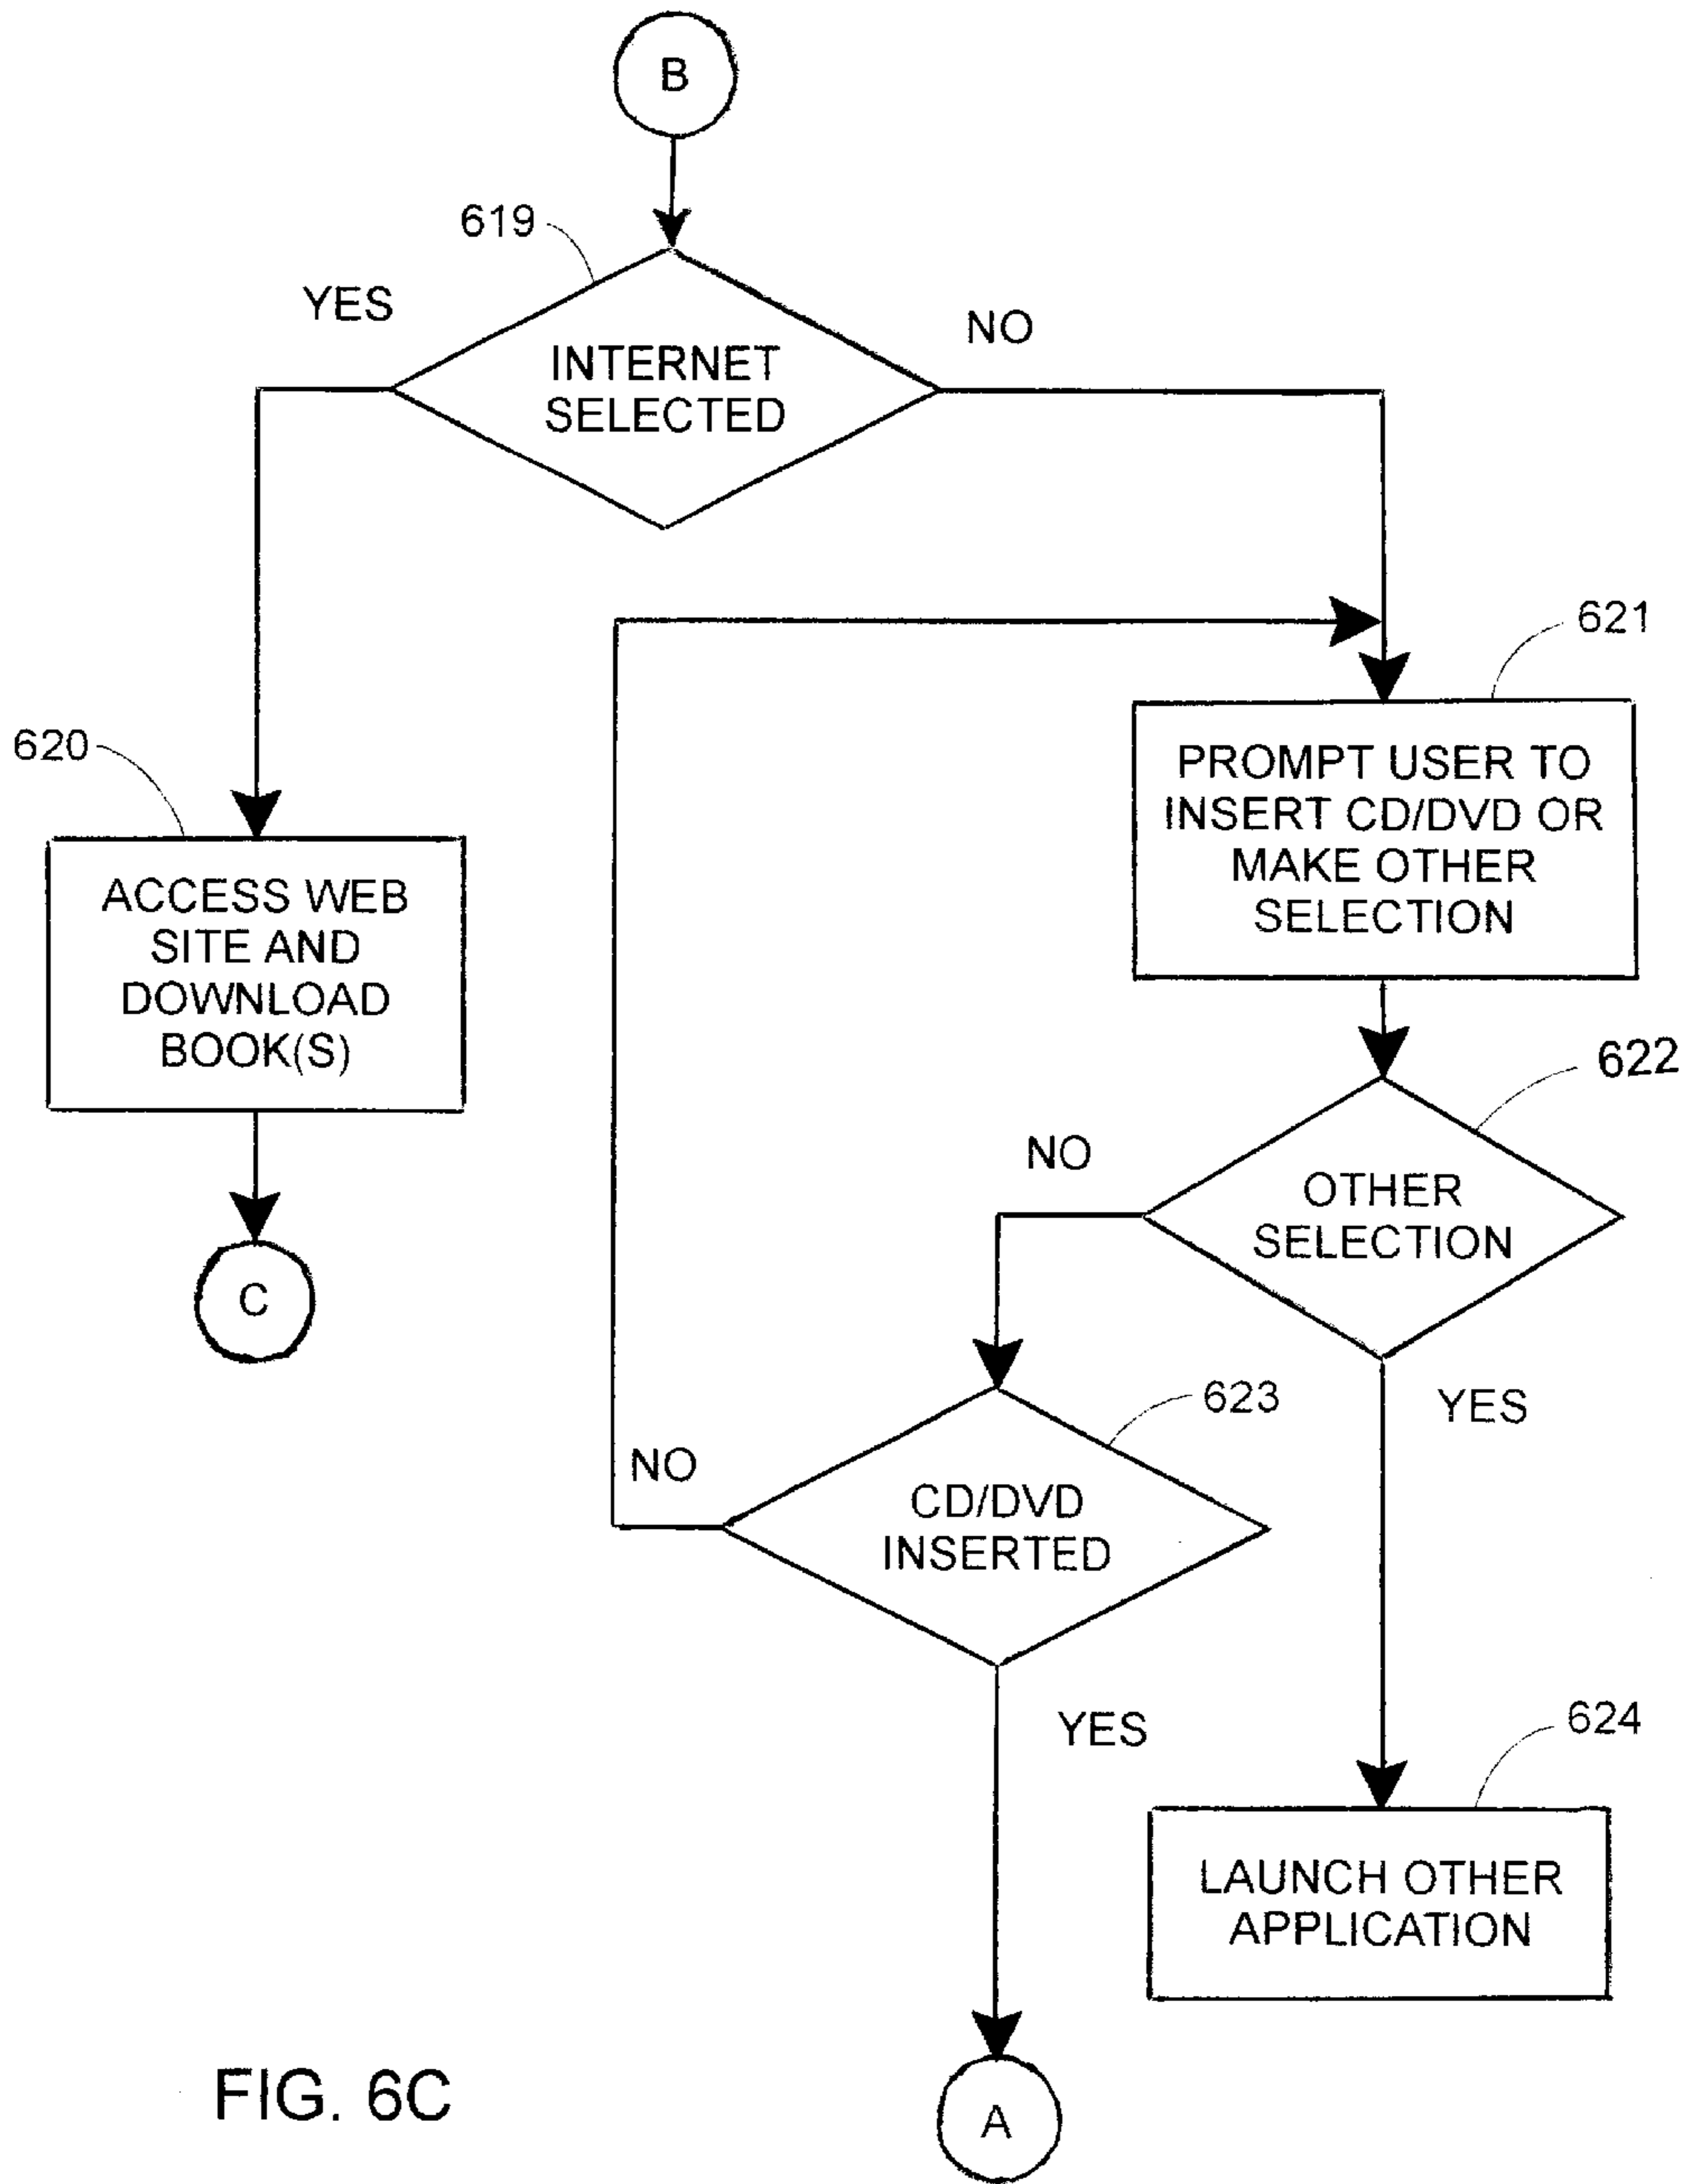 B
619
YES
NO
INTERNET
SELECTED
621
620
PROMPT USER TO
INSERT CD/DVD OR
MAKE OTHER
SELECTION
ACCESS WEB
SITE AND
DOWNLOAD
BOOK(S)
622
NO
OTHER
SELECTION
C
623
YES
NO
CD/DVD
INSERTED
YES
624
LAUNCH OTHER
APPLICATION
FIG. 6C
A